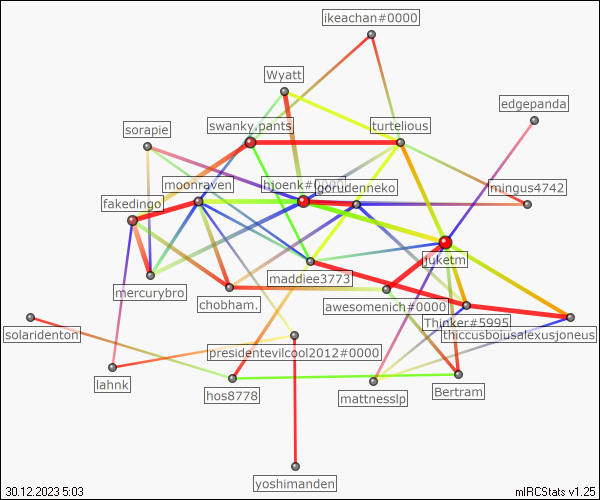 ikeachan#0000
Wyatt
edgepanda
sorapie
swanky.pants
turtelious
moonraven
hjoenk#0000
gorudenneko
mingus4742
fakedingo
juketm
maddiee3773
mercurybro
chobham.
awesomenich#0000
Thinker#5995
solaridenton
thiccusboiusalexusjoneus
presidentevilcool2012#0000
lahnk
hos8778
mattnesslp
Bertram
yoshimanden
30.12.2023 5:03
mIRCStats v1.25